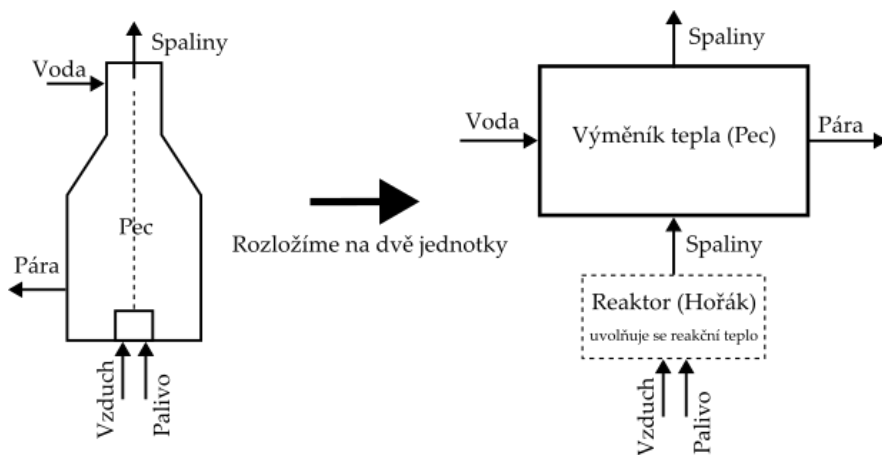 Spaliny
Voda
Pec
Pára
Vzduch
Palivo
Rozložíme na dvě jednotky
Spaliny
Voda
Výměník tepla (Pec)
Pára
Spaliny
Reaktor (Hořák)
uvolňuje se reakční teplo
Vzduch
Palivo